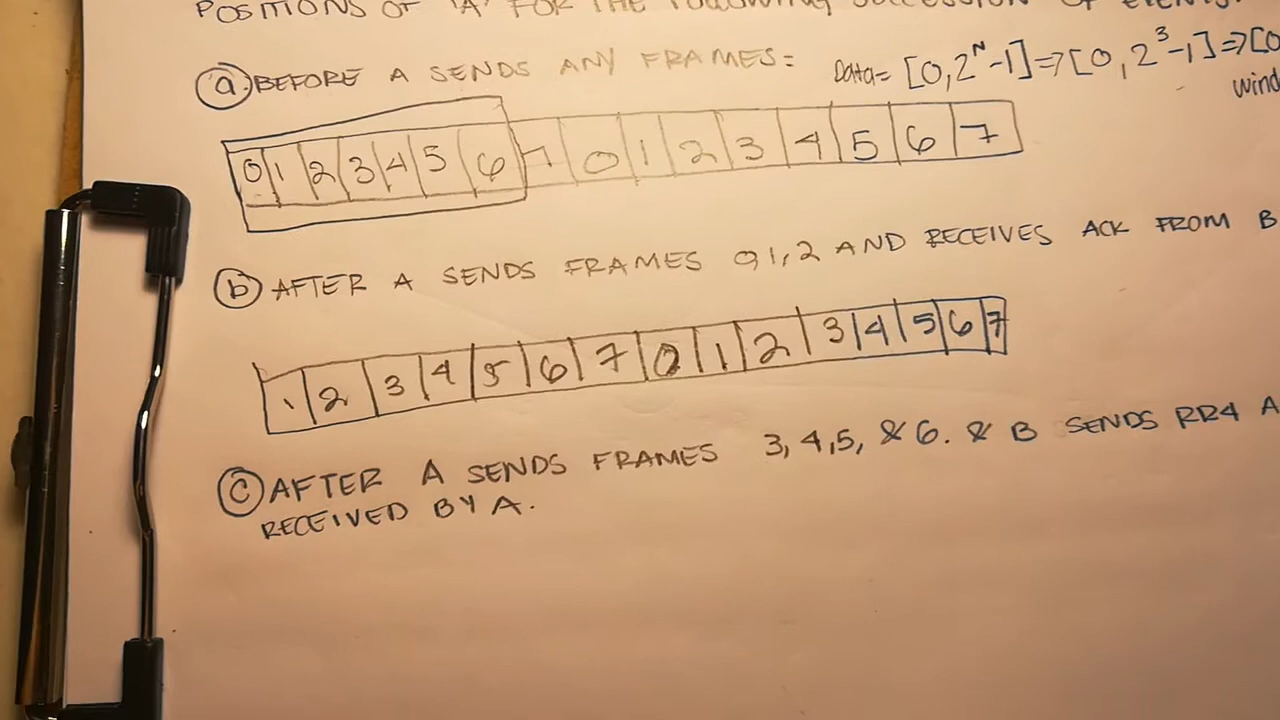 POSITIONS OF 'A' FOR THE FOLLOWING SUCCESSION OF EVENTS:
(a) BEFORE A SENDS ANY FRAMES:
Data = [0, 2^N -1] => [0, 2^3 -1] => [0
wind
0 1 2 3 4 5 6 7 0 1 2 3 4 5 6 7
(b) AFTER A SENDS FRAMES 0 1, 2 AND RECEIVES ACK FROM B
1 2 3 4 5 6 7 0 1 2 3 4 5 6 7
(c) AFTER A SENDS FRAMES 3, 4, 5, & 6. & B SENDS RR4 A
RECEIVED BY A.